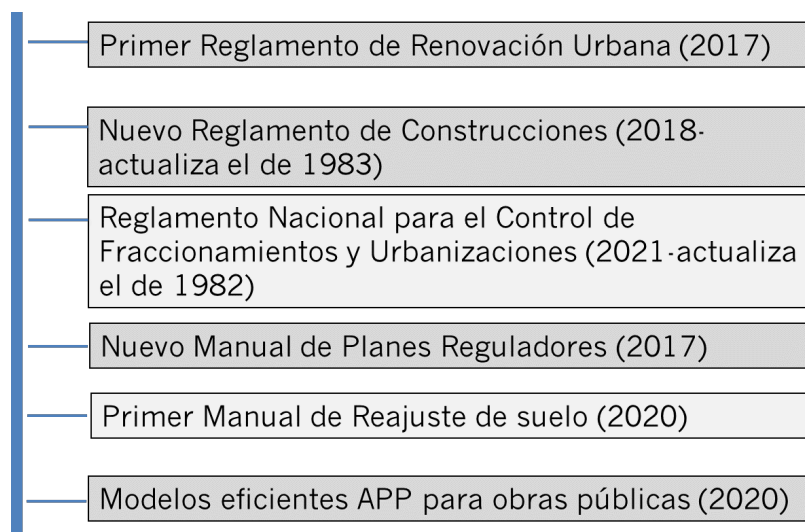 Primer Reglamento de Renovación Urbana (2017)
Nuevo Reglamento de Construcciones (2018-
actualiza el de 1983)
Reglamento Nacional para el Control de
Fraccionamientos y Urbanizaciones (2021-actualiza
el de 1982)
Nuevo Manual de Planes Reguladores (2017)
Primer Manual de Reajuste de suelo (2020)
Modelos eficientes APP para obras públicas (2020)